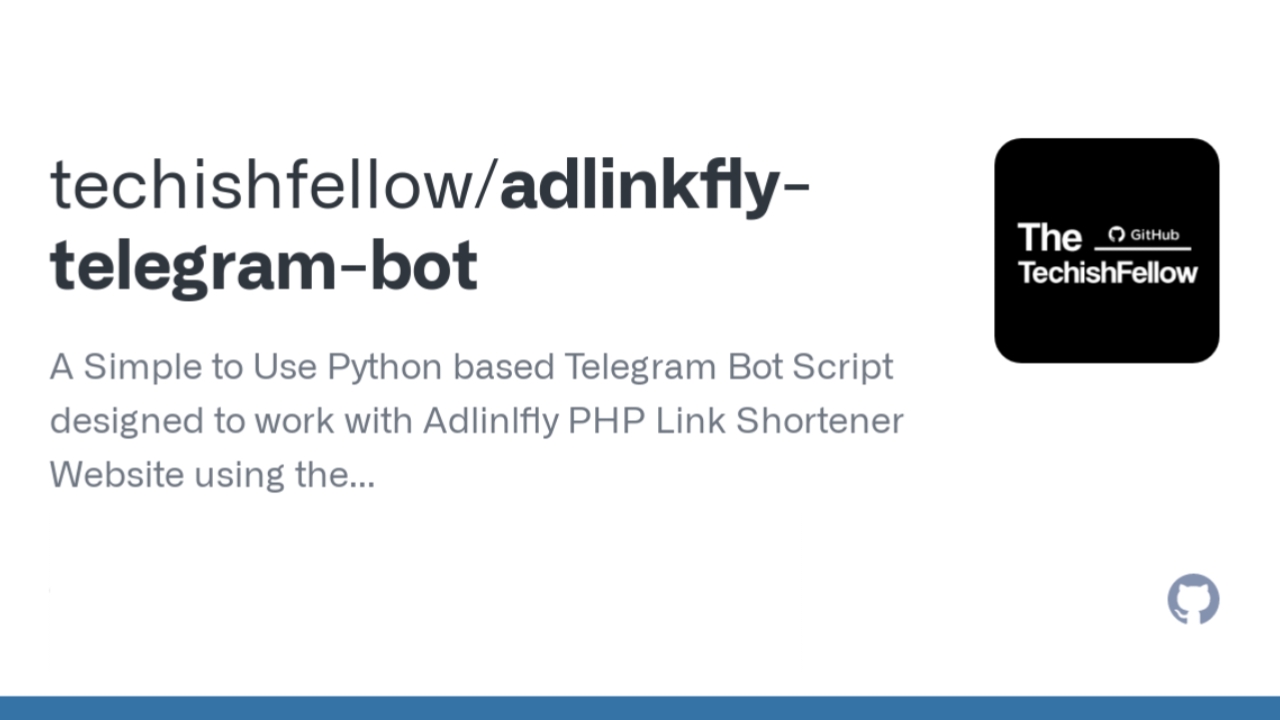 techishfellow/adlinkfly-
telegram-bot
A Simple to Use Python based Telegram Bot Script
designed to work with Adlinlfly PHP Link Shortener
Website using the...
The GitHub
TechishFellow